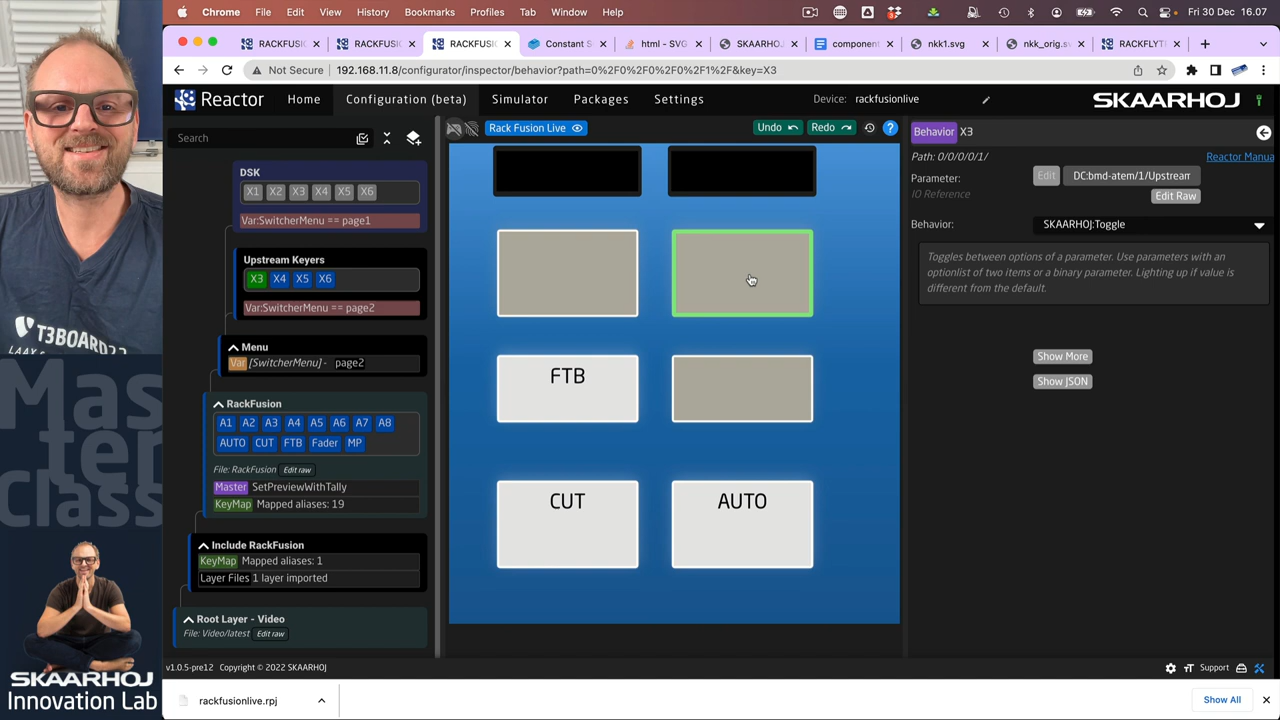 Chrome File Edit View History Bookmarks Profiles Tab Window Help Fri 30 Dec 16.07
RACKFUSIO RACKFUSIO RACKFUSIO Constant S html - SVG SKAARHOJ component nkk1.svg nkk_orig.sv RACKFLYT
Not Secure 192.168.11.8/configurator/inspector/behavior?path=0%2F0%2F0%2F0%2F1%2F&key=X3
Reactor Home Configuration (beta) Simulator Packages Settings Device: rackfusionlive SKAARHOJ
Search
Rack Fusion Live
Undo Redo ?
Behavior X3
Path: 0/0/0/0/1/ Reactor Manua
Parameter: Edit DC:bmd-atem/1/Upstrear
IO Reference Edit Raw
Behavior: SKAARHOJ:Toggle
Toggles between options of a parameter. Use parameters with an
optionlist of two items or a binary parameter. Lighting up if value is
different from the default.
Show More
Show JSON
DSK
X1 X2 X3 X4 X5 X6
Var:SwitcherMenu == page1
Upstream Keyers
X3 X4 X5 X6
Var:SwitcherMenu == page2
Menu
Var [SwitcherMenu]- page2
RackFusion
A1 A2 A3 A4 A5 A6 A7 A8
AUTO CUT FTB Fader MP
File: RackFusion Edit raw
Master SetPreviewWithTally
KeyMap Mapped aliases: 19
Include RackFusion
KeyMap Mapped aliases: 1
Layer Files 1 layer imported
Root Layer - Video
File: Video/latest Edit raw
FTB
CUT AUTO
v1.0.5-pre12 Copyright © 2022 SKAARHOJ
Support
rackfusionlive.rpj
Show All
Mas
ter
Class
SKAARHOJ
Innovation Lab